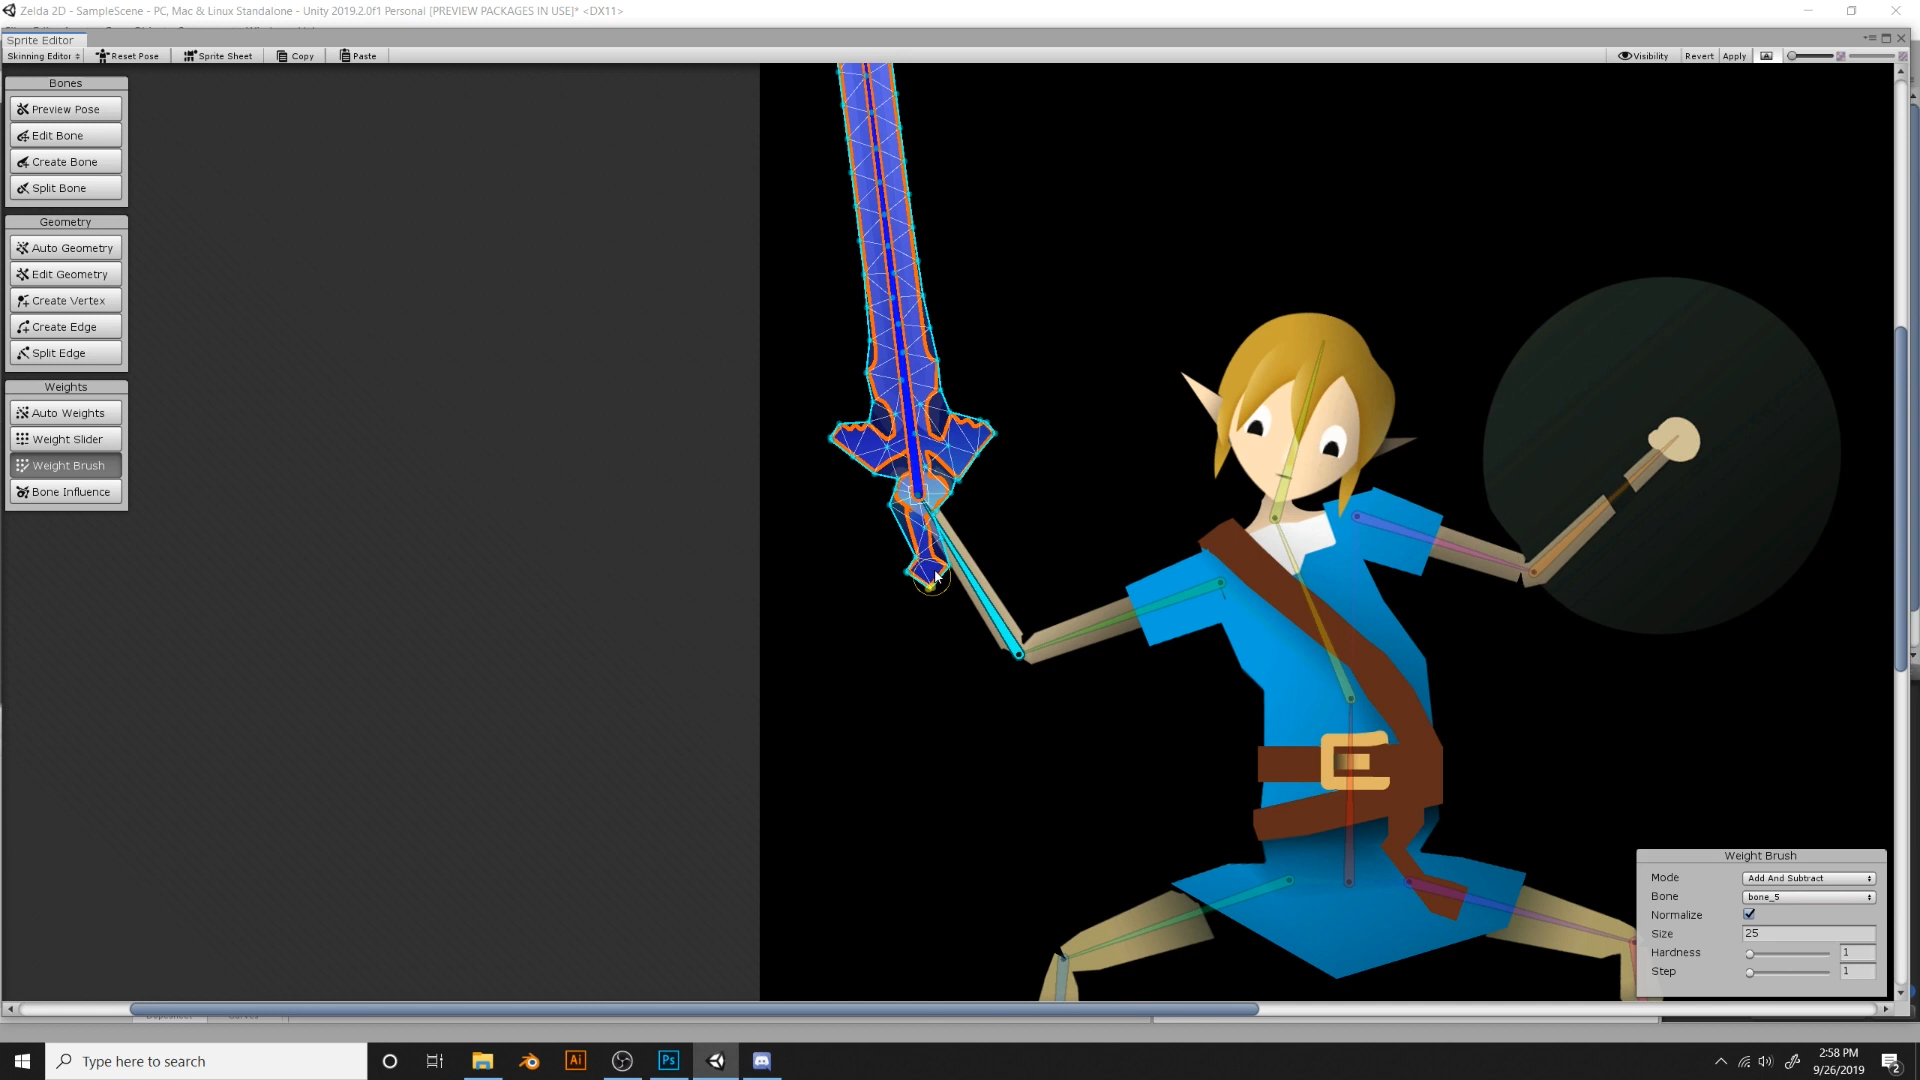 Zelda 2D - SampleScene - PC, Mac & Linux Standalone - Unity 2019.2.0f1 Personal [PREVIEW PACKAGES IN USE]* <DX11>
Sprite Editor
Skinning Editor Reset Pose Sprite Sheet Copy Paste Visibility Revert Apply
Bones
Preview Pose
Edit Bone
Create Bone
Split Bone
Geometry
Auto Geometry
Edit Geometry
Create Vertex
Create Edge
Split Edge
Weights
Auto Weights
Weight Slider
Weight Brush
Bone Influence
Weight Brush
Mode Add And Subtract
Bone bone_5
Normalize
Size 25
Hardness 1
Step 1
Type here to search
Ai
Ps
2:58 PM
9/26/2019
2